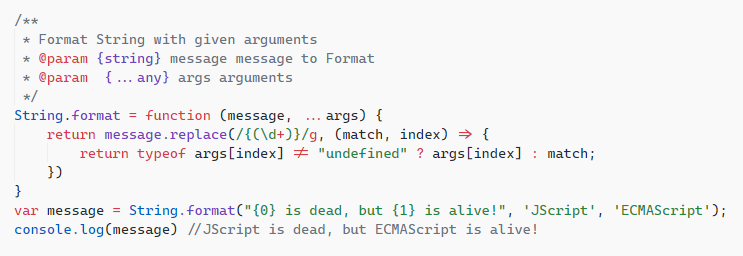 /**
 * Format String with given arguments
 * @param {string} message message to Format
 * @param  {...any} args arguments
 */
String.format = function (message, ...args) {
    return message.replace(/{(\d+)}/g, (match, index) => {
        return typeof args[index] != "undefined" ? args[index] : match;
    })
}
var message = String.format("{0} is dead, but {1} is alive!", 'JScript', 'ECMAScript');
console.log(message) //JScript is dead, but ECMAScript is alive!